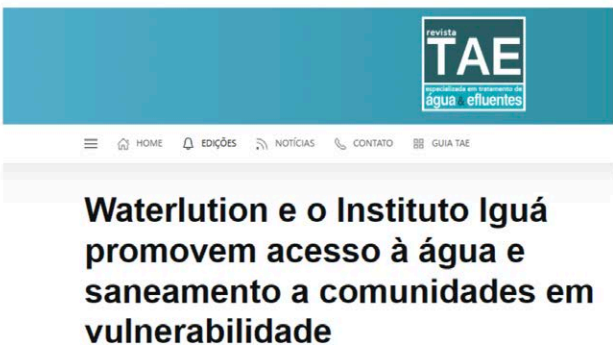 revista
TAE
especializada em tratamento de
água & efluentes
HOME EDIÇÕES NOTÍCIAS CONTATO GUIA TAE
Waterlution e o Instituto Iguá
promovem acesso à água e
saneamento a comunidades em
vulnerabilidade